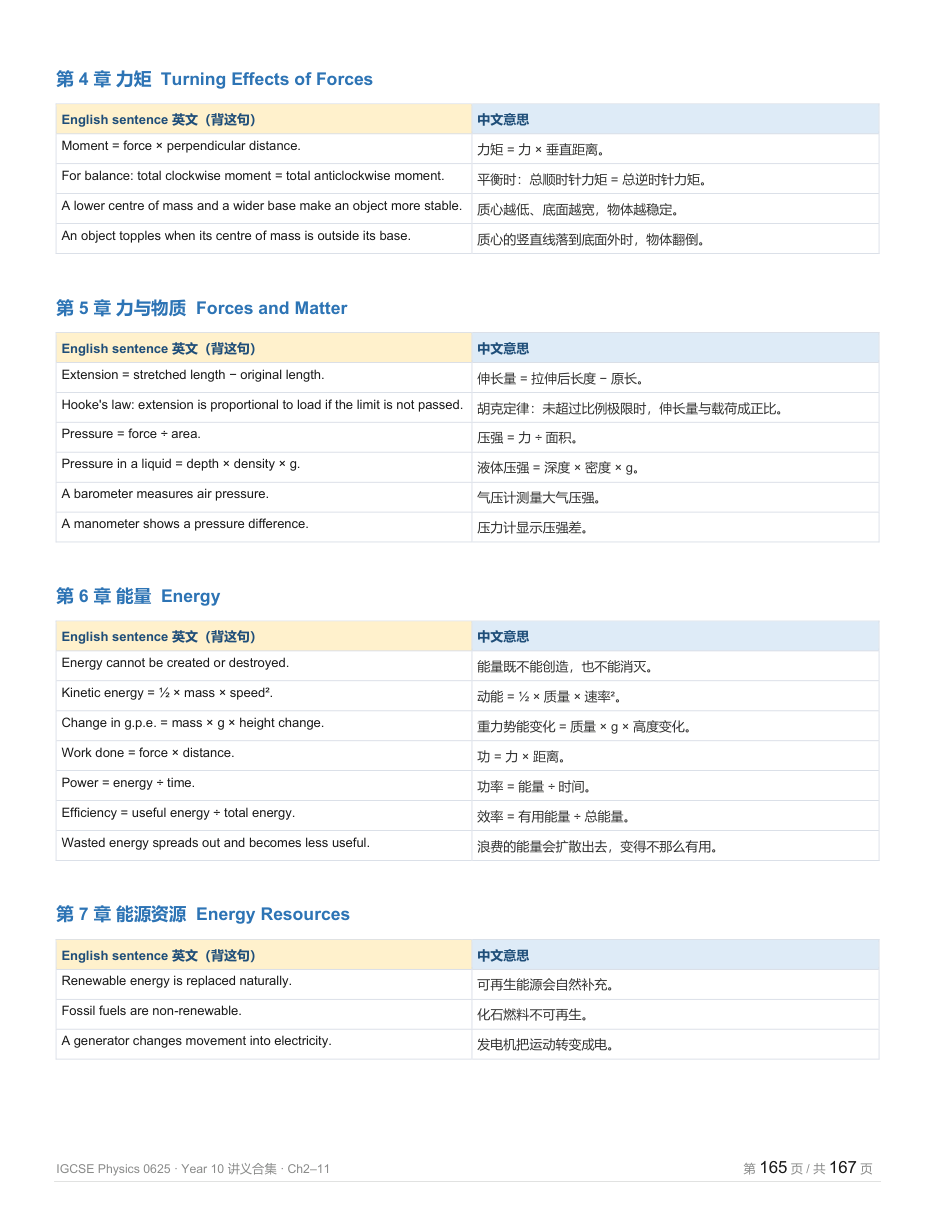 第 4 章 力矩  Turning Effects of Forces
English sentence 英文（背这句） 中文意思
Moment = force × perpendicular distance. 力矩 = 力 × 垂直距离。
For balance: total clockwise moment = total anticlockwise moment. 平衡时：总顺时针力矩 = 总逆时针力矩。
A lower centre of mass and a wider base make an object more stable. 质心越低、底面越宽，物体越稳定。
An object topples when its centre of mass is outside its base. 质心的竖直线落到底面外时，物体翻倒。
第 5 章 力与物质  Forces and Matter
English sentence 英文（背这句） 中文意思
Extension = stretched length − original length. 伸长量 = 拉伸后长度 − 原长。
Hooke's law: extension is proportional to load if the limit is not passed. 胡克定律：未超过比例极限时，伸长量与载荷成正比。
Pressure = force ÷ area. 压强 = 力 ÷ 面积。
Pressure in a liquid = depth × density × g. 液体压强 = 深度 × 密度 × g。
A barometer measures air pressure. 气压计测量大气压强。
A manometer shows a pressure difference. 压力计显示压强差。
第 6 章 能量  Energy
English sentence 英文（背这句） 中文意思
Energy cannot be created or destroyed. 能量既不能创造，也不能消灭。
Kinetic energy = ½ × mass × speed². 动能 = ½ × 质量 × 速率²。
Change in g.p.e. = mass × g × height change. 重力势能变化 = 质量 × g × 高度变化。
Work done = force × distance. 功 = 力 × 距离。
Power = energy ÷ time. 功率 = 能量 ÷ 时间。
Efficiency = useful energy ÷ total energy. 效率 = 有用能量 ÷ 总能量。
Wasted energy spreads out and becomes less useful. 浪费的能量会扩散出去，变得不那么有用。
第 7 章 能源资源  Energy Resources
English sentence 英文（背这句） 中文意思
Renewable energy is replaced naturally. 可再生能源会自然补充。
Fossil fuels are non-renewable. 化石燃料不可再生。
A generator changes movement into electricity. 发电机把运动转变成电。
IGCSE Physics 0625 · Year 10 讲义合集 · Ch2–11 第 165 页 / 共 167 页